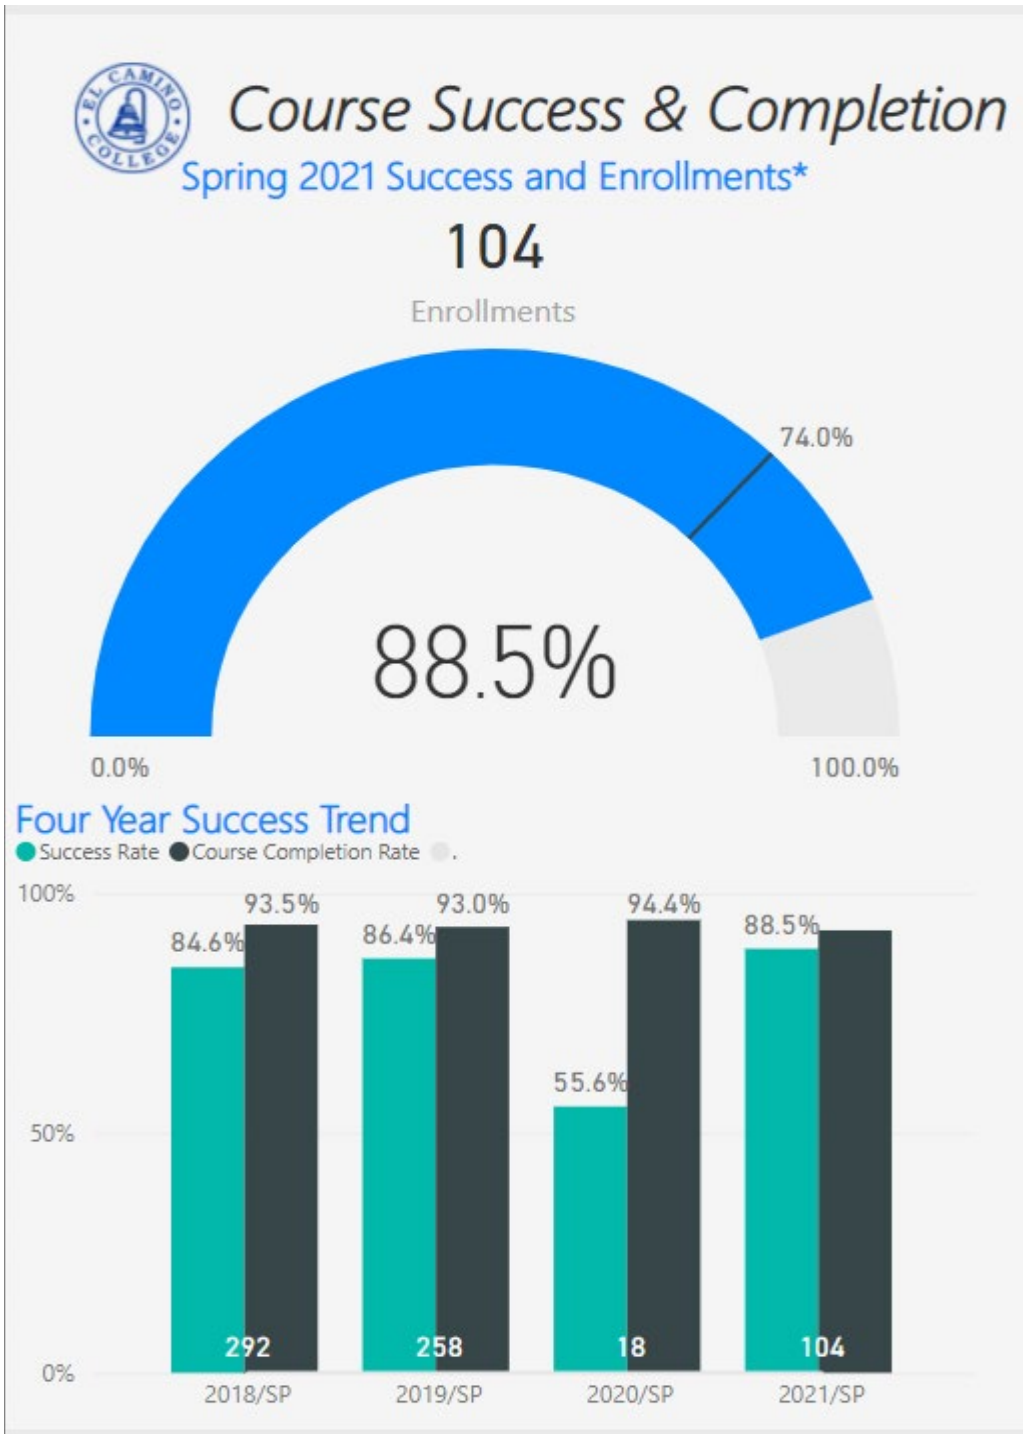 EL CAMINO COLLEGE
Course Success & Completion
Spring 2021 Success and Enrollments*
104
Enrollments
74.0%
88.5%
0.0%
100.0%
Four Year Success Trend
Success Rate Course Completion Rate .
100%
93.5% 93.0% 94.4%
84.6% 86.4% 88.5%
55.6%
50%
292 258 18 104
0%
2018/SP 2019/SP 2020/SP 2021/SP